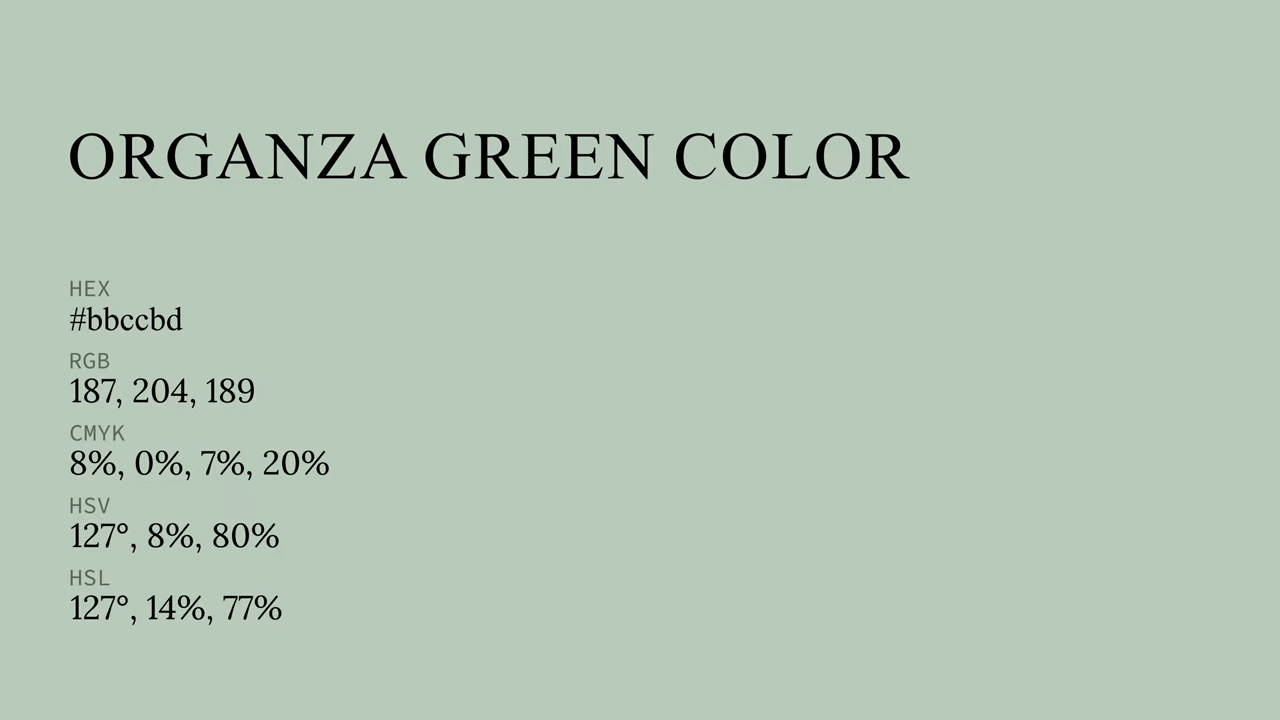 ORGANZA GREEN COLOR
HEX
#bbccbd
RGB
187, 204, 189
CMYK
8%, 0%, 7%, 20%
HSV
127°, 8%, 80%
HSL
127°, 14%, 77%